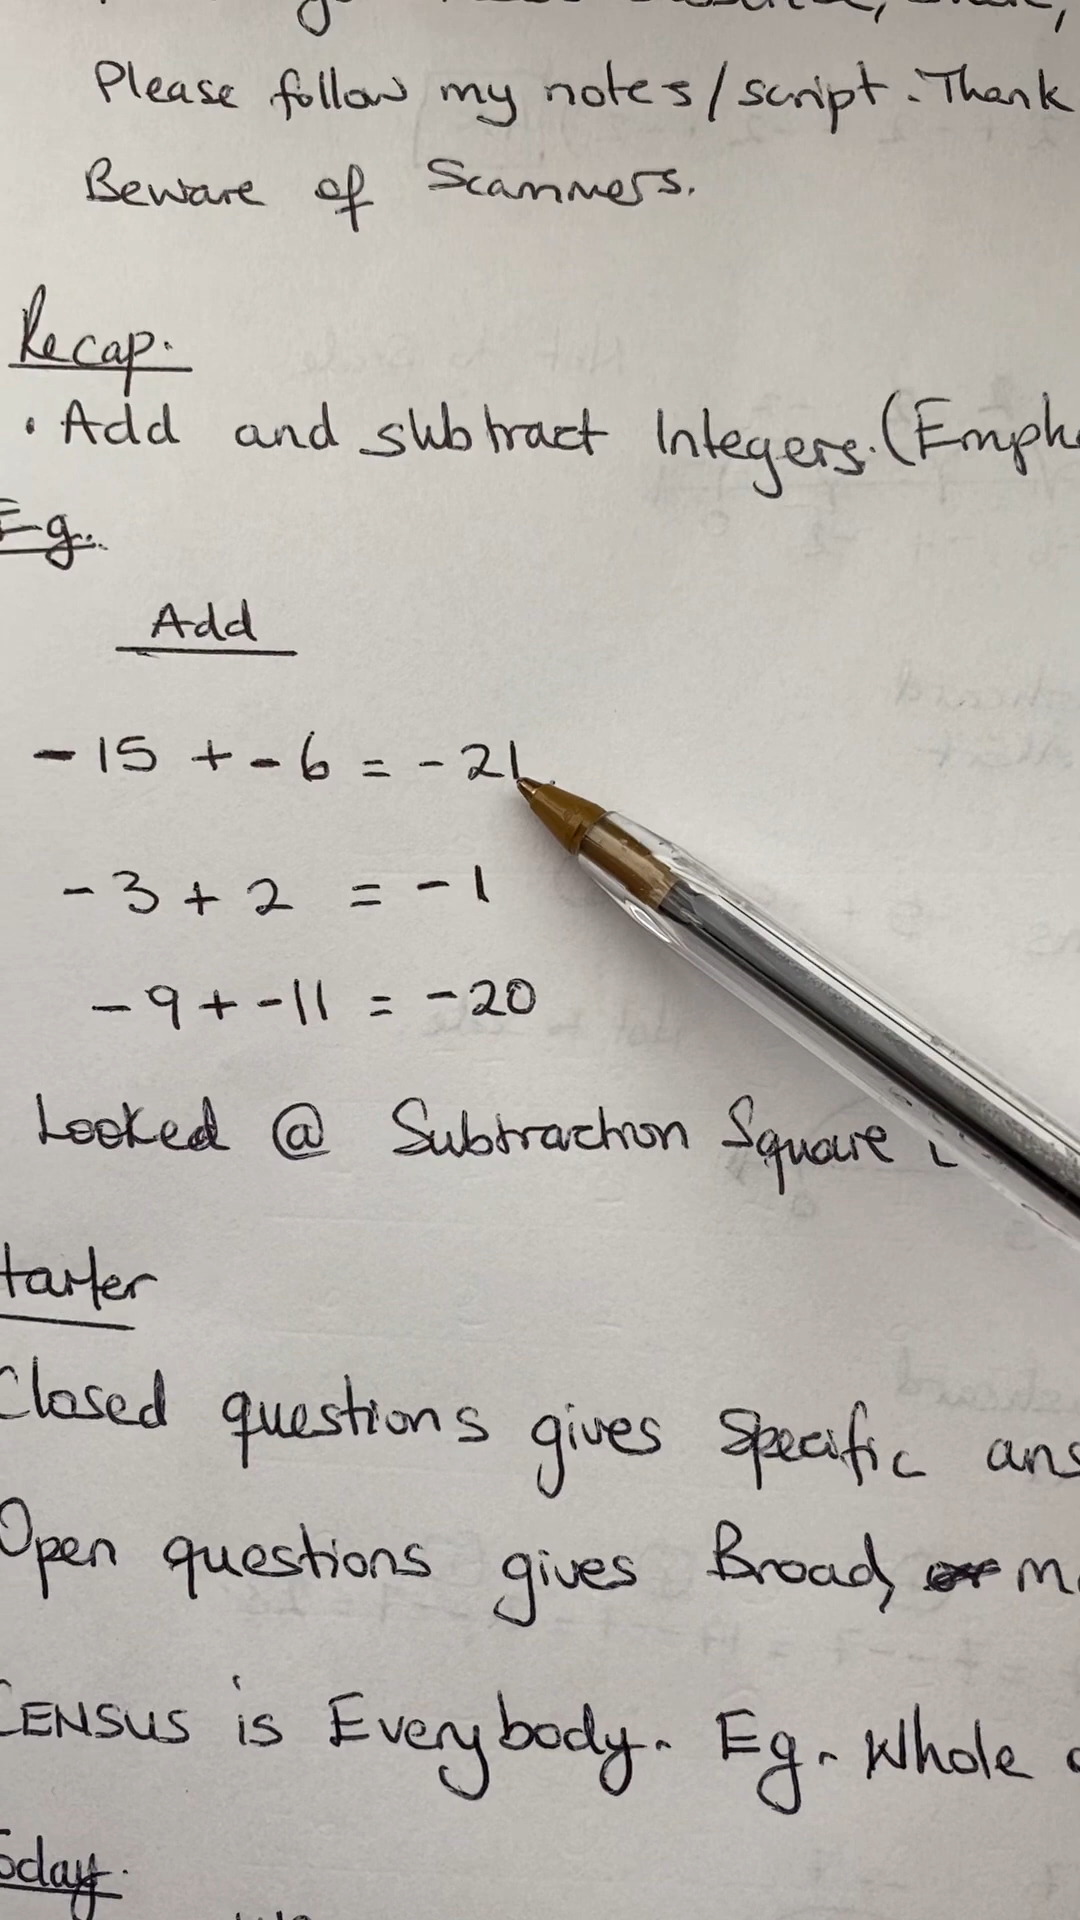 Please follow my notes/script. Thank
Beware of Scammers.
Recap.
• Add and subtract Integers. (Emph
Eg.
Add
-15 + -6 = -21
-3 + 2 = -1
-9 + -11 = -20
Looked @ Subtraction Square
tarter
Closed questions gives specific ans
Open questions gives Broad, m
CENSUS is Everybody. Eg. Whole
oday.